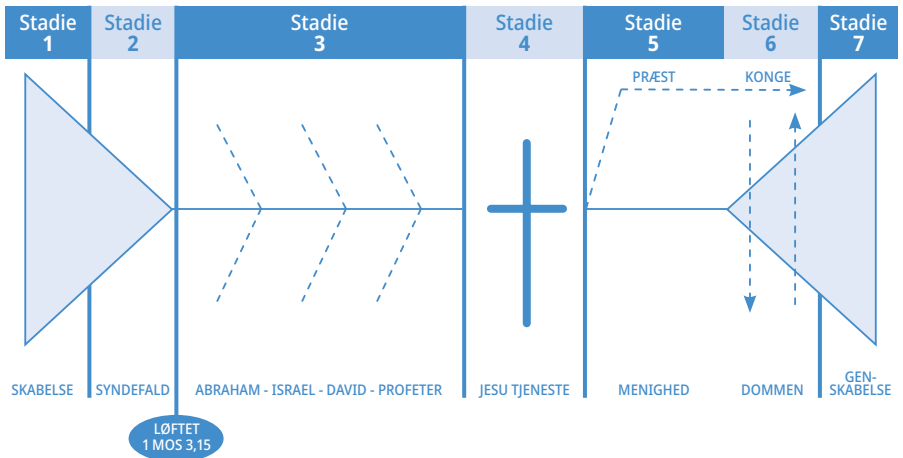 Stadie
1
Stadie
2
Stadie
3
Stadie
4
Stadie
5
Stadie
6
Stadie
7
PRÆST
KONGE
SKABELSE
SYNDEFALD
ABRAHAM - ISRAEL - DAVID - PROFETER
JESU TJENESTE
MENIGHED
DOMMEN
GEN-
SKABELSE
LØFTET
1 MOS 3,15